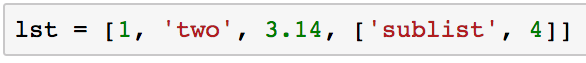 lst = [1, 'two', 3.14, ['sublist', 4]]